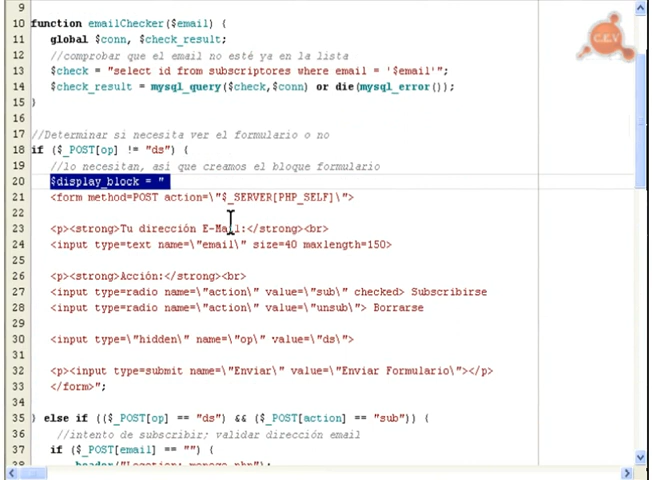 9
10 function emailChecker($email) {
11 global $conn, $check_result;
12 //comprobar que el email no esté ya en la lista
13 $check = "select id from subscriptores where email = '$email'";
14 $check_result = mysql_query($check,$conn) or die(mysql_error());
15 }
16
17 //Determinar si necesita ver el formulario o no
18 if ($_POST[op] != "ds") {
19 //lo necesitan, así que creamos el bloque formulario
20 $display_block = "
21 <form method=POST action=\"$_SERVER[PHP_SELF]\">
22
23 <p><strong>Tu dirección E-Mail:</strong><br>
24 <input type=text name=\"email\" size=40 maxlength=150>
25
26 <p><strong>Acción:</strong><br>
27 <input type=radio name=\"action\" value=\"sub\" checked> Subscribirse
28 <input type=radio name=\"action\" value=\"unsub\"> Borrarse
29
30 <input type=\"hidden\" name=\"op\" value=\"ds\">
31
32 <p><input type=submit name=\"Enviar\" value=\"Enviar Formulario\"></p>
33 </form>";
34
35 } else if (($_POST[op] == "ds") && ($_POST[action] == "sub")) {
36 //intento de subscribir; validar dirección email
37 if ($_POST[email] == "") {
38 header("Location: manage.php");
C.E.V